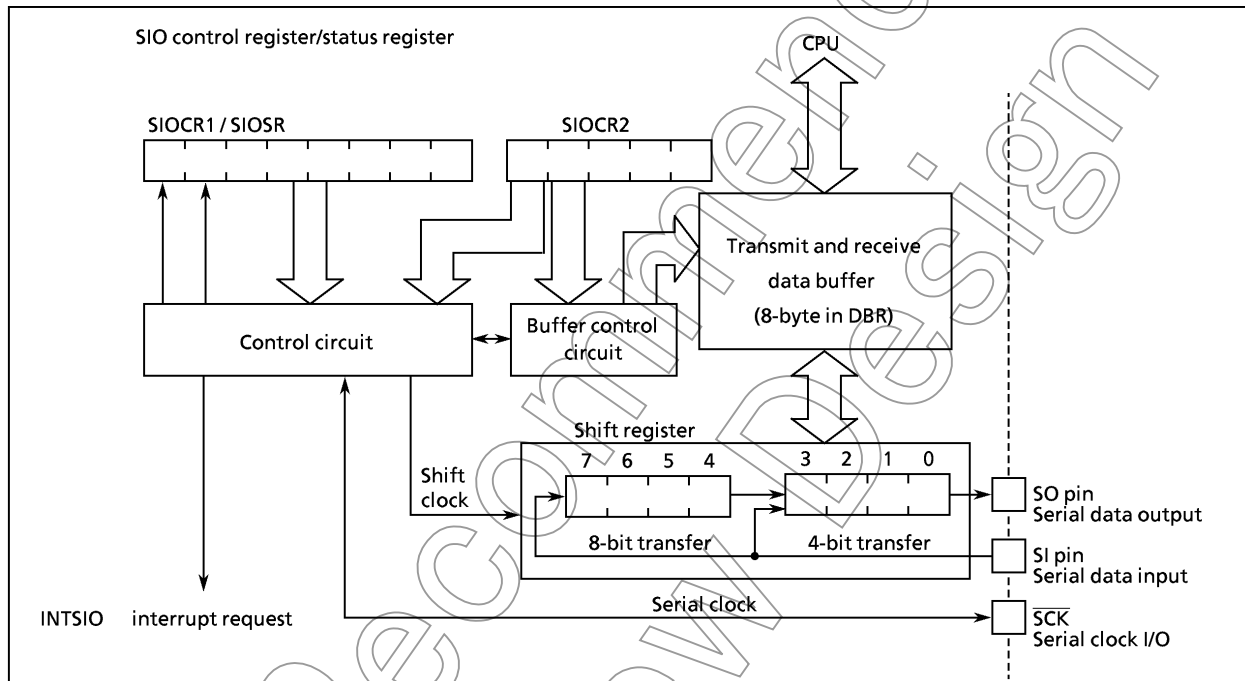 SIO control register/status register
CPU
SIOCR1 / SIOSR
SIOCR2
Transmit and receive
data buffer
(8-byte in DBR)
Control circuit
Buffer control
circuit
Shift register
7 6 5 4 3 2 1 0
Shift
clock
8-bit transfer
4-bit transfer
SO pin
Serial data output
SI pin
Serial data input
INTSIO interrupt request
Serial clock
S̅C̅K̅
Serial clock I/O
ecommen
w Design